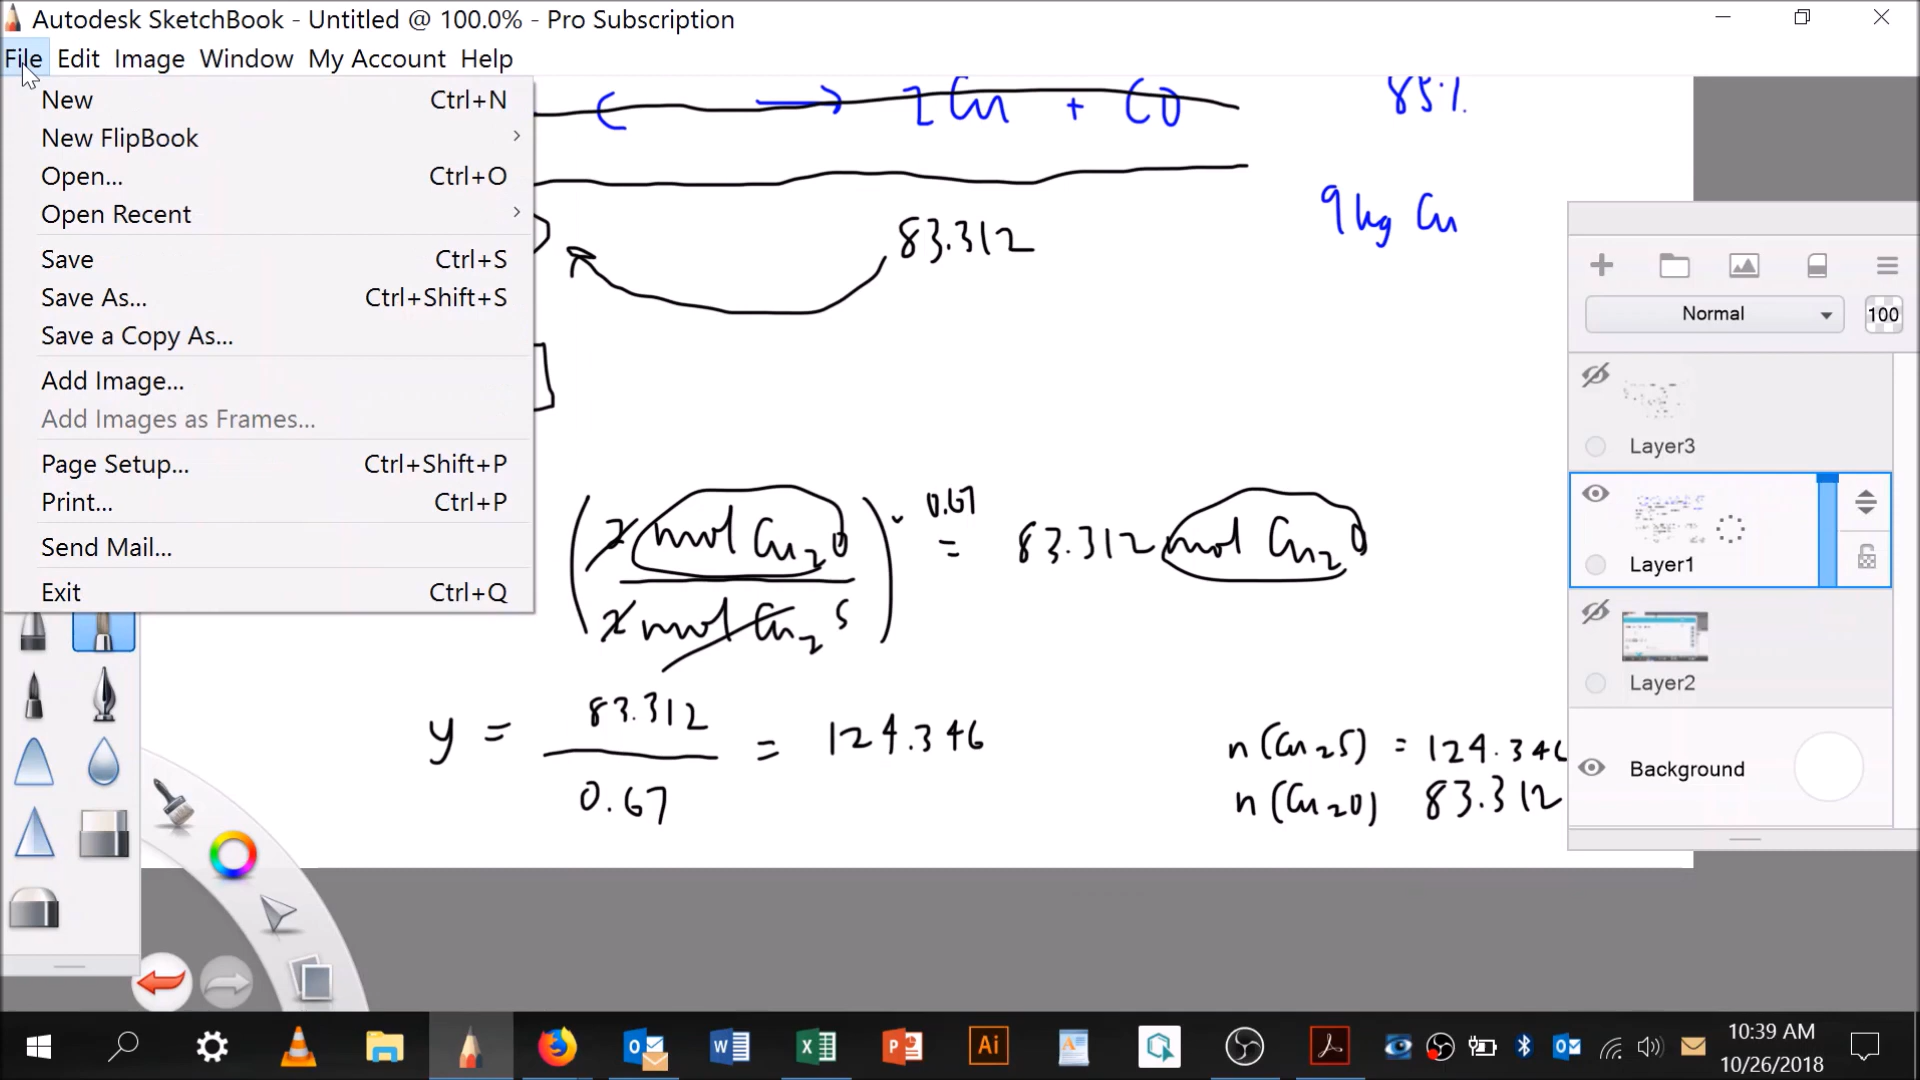 Autodesk SketchBook - Untitled @ 100.0% - Pro Subscription
File Edit Image Window My Account Help
New Ctrl+N
New FlipBook
Open... Ctrl+O
Open Recent
Save Ctrl+S
Save As... Ctrl+Shift+S
Save a Copy As...
Add Image...
Add Images as Frames...
Page Setup... Ctrl+Shift+P
Print... Ctrl+P
Send Mail...
Exit Ctrl+Q
C → 2Cu + CO
85%
9kg Cu
83.312
(2 mol Cu2O / 2 mol Cu2S) · 0.67 = 83.312 mol Cu2O
y = 83.312 / 0.67 = 124.346
n(Cu2S) = 124.346
n(Cu2O) 83.312
Normal 100
Layer3
Layer1
Layer2
Background
10:39 AM
10/26/2018